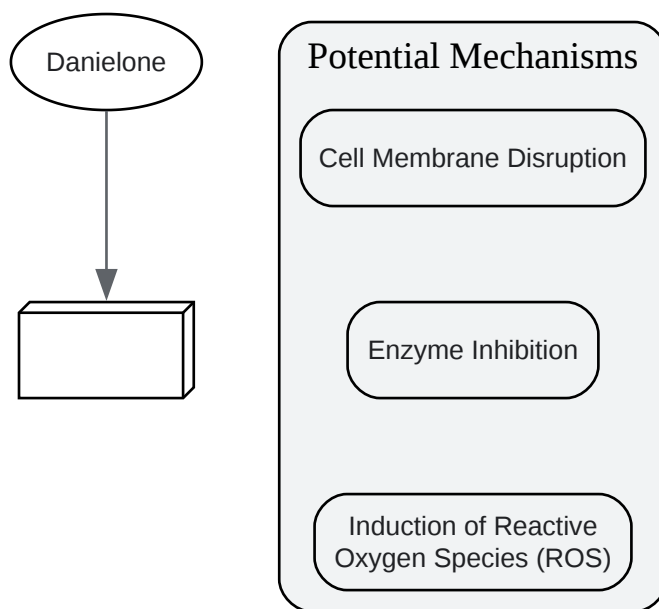 Danielone
Potential Mechanisms
Cell Membrane Disruption
Enzyme Inhibition
Induction of Reactive
Oxygen Species (ROS)